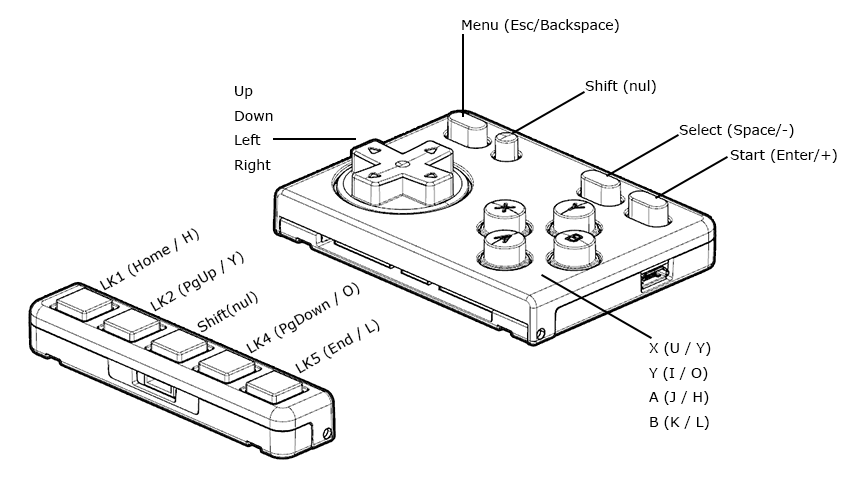 Menu (Esc/Backspace)
Shift (nul)
Select (Space/-)
Start (Enter/+)
Up
Down
Left
Right
X
Y
A
B
LK1 (Home / H)
LK2 (PgUp / Y)
Shift(nul)
LK4 (PgDown / O)
LK5 (End / L)
X (U / Y)
Y (I / O)
A (J / H)
B (K / L)